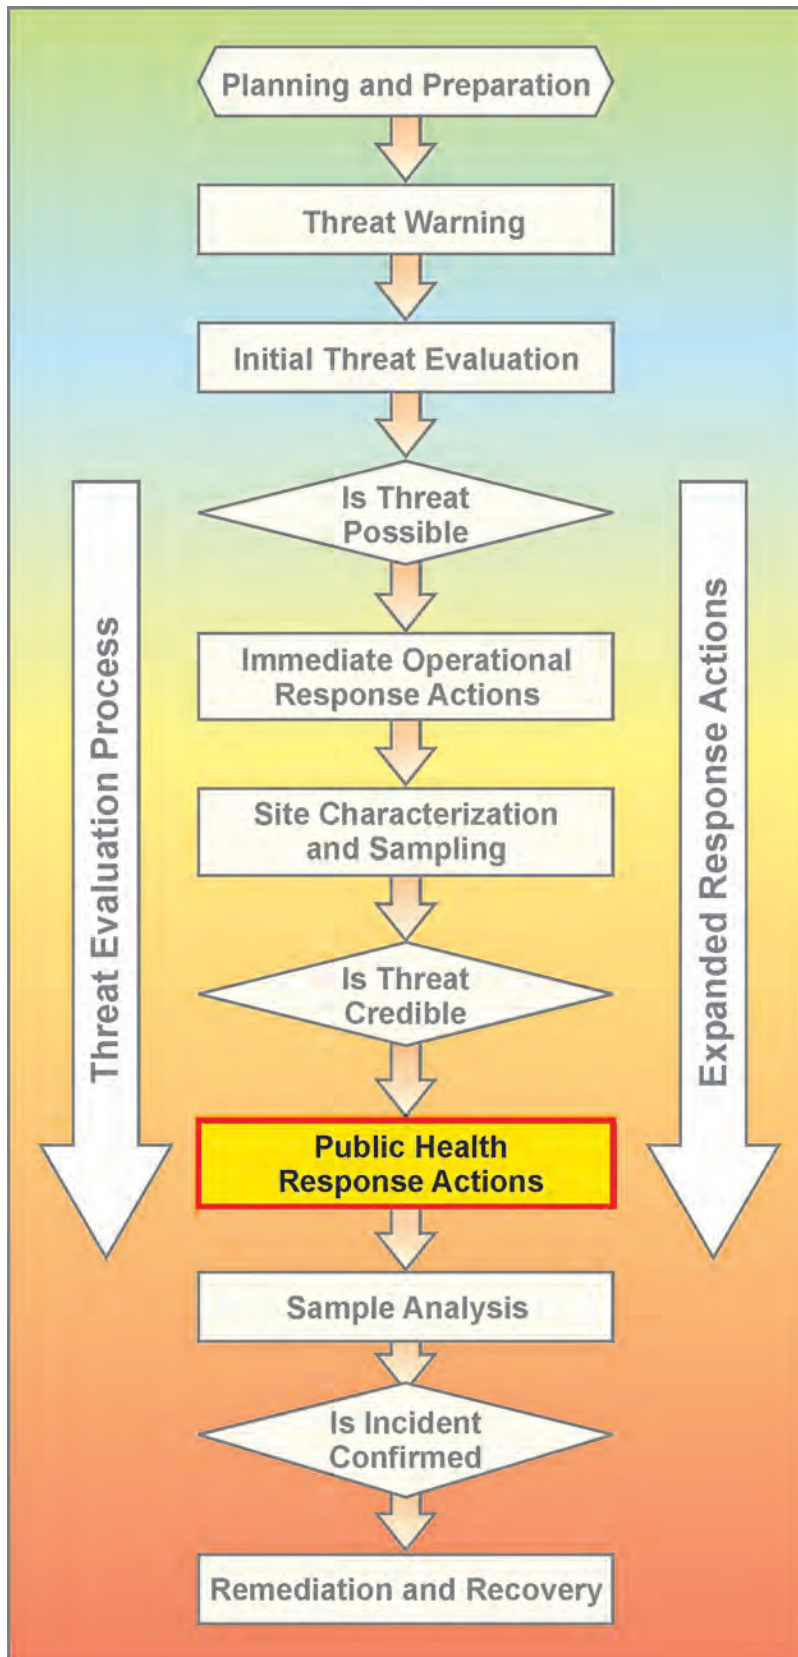 Planning and Preparation
Threat Warning
Initial Threat Evaluation
Is Threat
Possible
Threat Evaluation Process
Expanded Response Actions
Immediate Operational
Response Actions
Site Characterization
and Sampling
Is Threat
Credible
Public Health
Response Actions
Sample Analysis
Is Incident
Confirmed
Remediation and Recovery